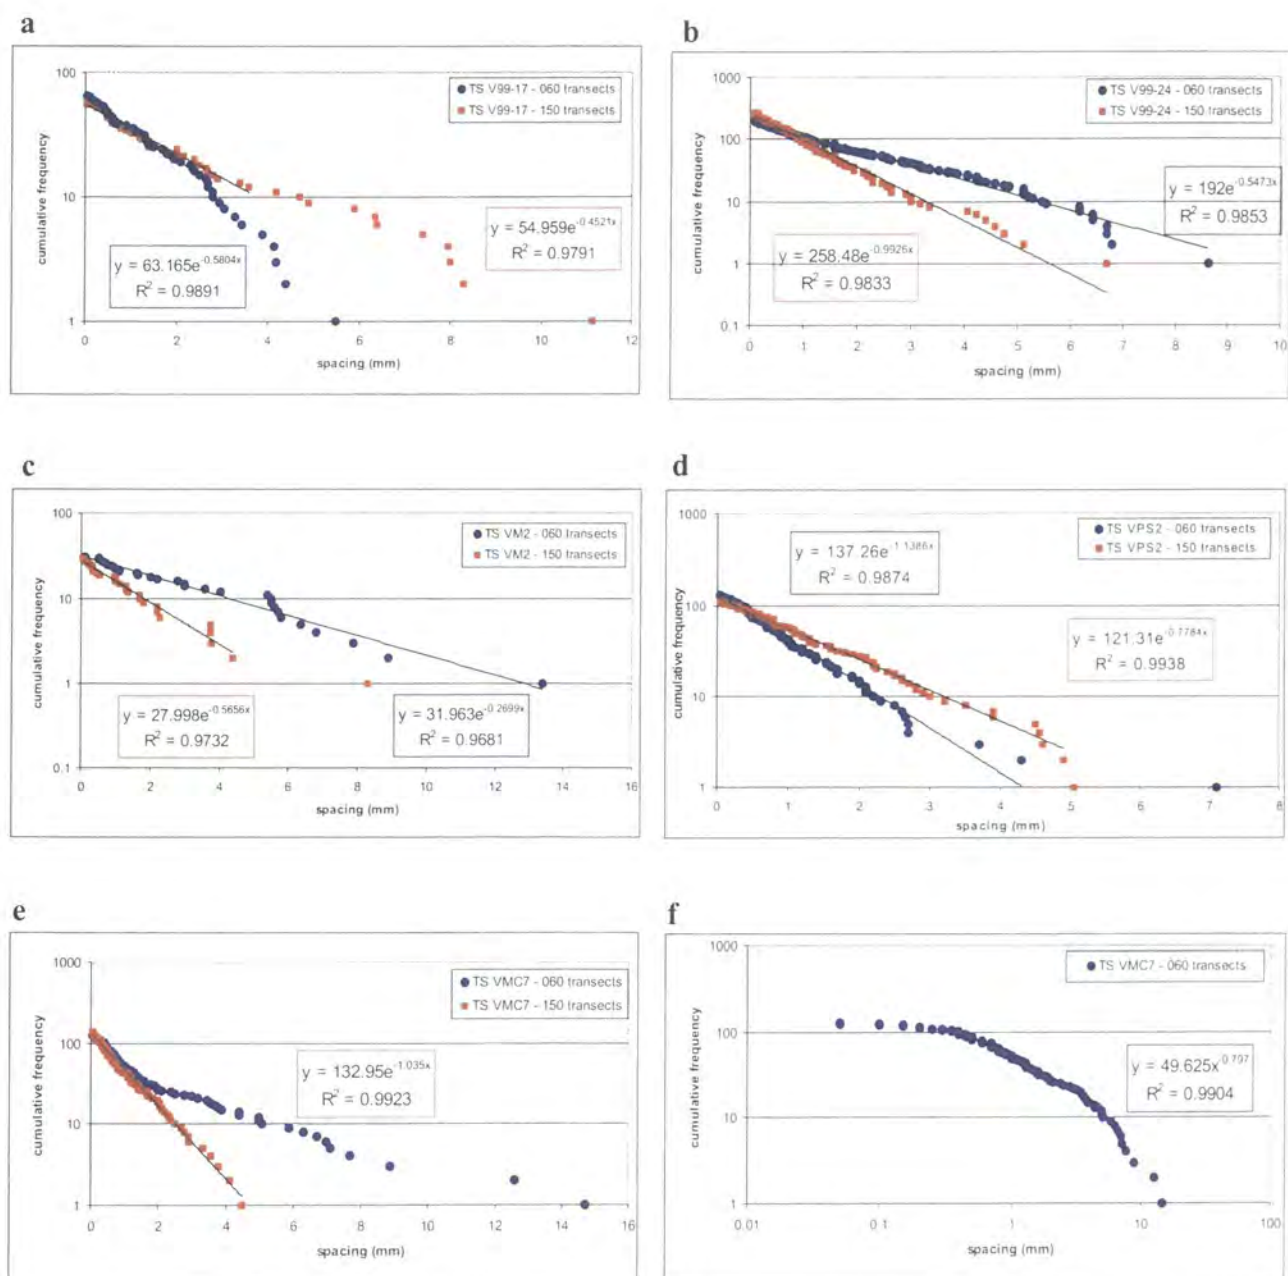 a
100
10
1
cumulative frequency
TS V99-17 - 060 transects
TS V99-17 - 150 transects
y = 63.165e^-0.5804x
R² = 0.9891
y = 54.959e^-0.4521x
R² = 0.9791
0 2 4 6 8 10 12
spacing (mm)
b
1000
100
10
1
0.1
cumulative frequency
TS V99-24 - 060 transects
TS V99-24 - 150 transects
y = 192e^-0.5473x
R² = 0.9853
y = 258.48e^-0.9926x
R² = 0.9833
0 1 2 3 4 5 6 7 8 9 10
spacing (mm)
c
100
10
1
0.1
cumulative frequency
TS VM2 - 060 transects
TS VM2 - 150 transects
y = 27.998e^-0.5656x
R² = 0.9732
y = 31.963e^-0.2699x
R² = 0.9681
0 2 4 6 8 10 12 14 16
spacing (mm)
d
1000
100
10
1
cumulative frequency
TS VPS2 - 060 transects
TS VPS2 - 150 transects
y = 137.26e^-1.1386x
R² = 0.9874
y = 121.31e^-0.7784x
R² = 0.9938
0 1 2 3 4 5 6 7 8
spacing (mm)
e
1000
100
10
1
cumulative frequency
TS VMC7 - 060 transects
TS VMC7 - 150 transects
y = 132.95e^-1.035x
R² = 0.9923
0 2 4 6 8 10 12 14 16
spacing (mm)
f
1000
100
10
1
cumulative frequency
TS VMC7 - 060 transects
y = 49.625x^-0.797
R² = 0.9904
0.01 0.1 1 10 100
spacing (mm)